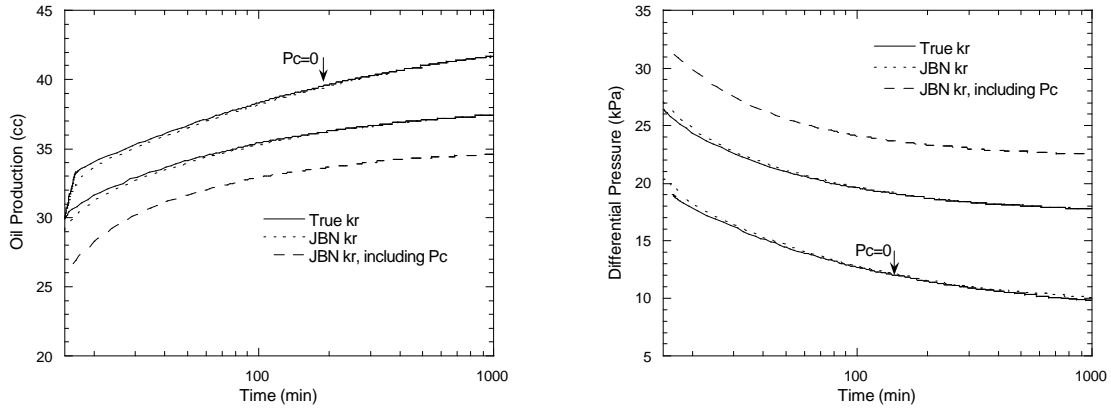 45
40
35
30
25
20
Oil Production (cc)
Pc=0
True kr
JBN kr
JBN kr, including Pc
100
1000
Time (min)
35
30
25
20
15
10
5
Differential Pressure (kPa)
True kr
JBN kr
JBN kr, including Pc
Pc=0
100
1000
Time (min)